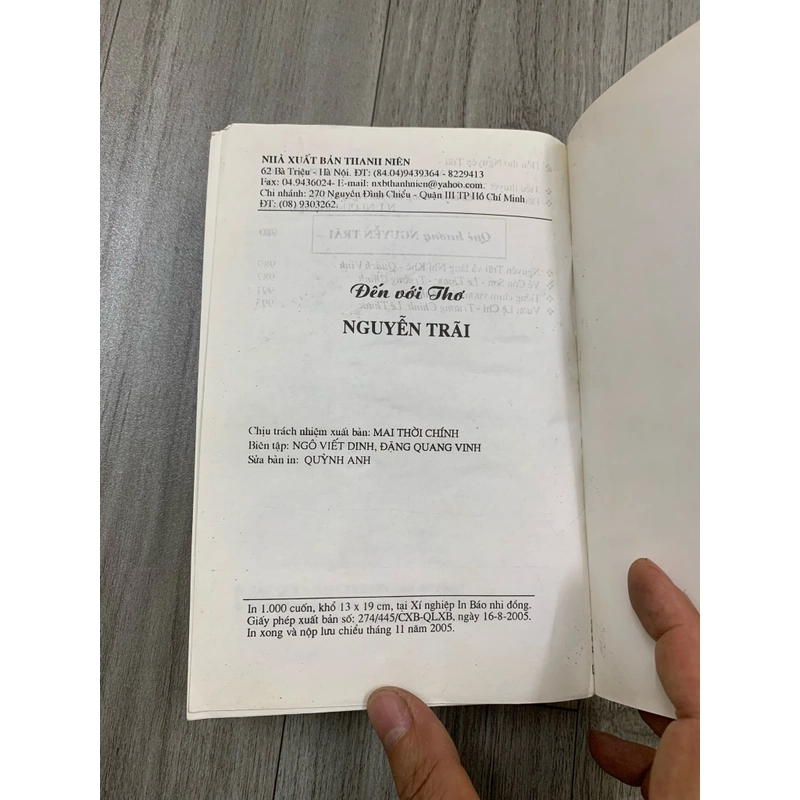 NHÀ XUẤT BẢN THANH NIÊN
62 Bà Triệu - Hà Nội. ĐT: (84.04)9439364 - 8229413
Fax: 04.9436024- E-mail: nxbthanhnien@yahoo.com.
Chi nhánh: 270 Nguyễn Đình Chiểu - Quận III TP Hồ Chí Minh
ĐT: (08) 9303262.
Đến với Thơ
NGUYỄN TRÃI
Chịu trách nhiệm xuất bản: MAI THỜI CHÍNH
Biên tập: NGÔ VIẾT DINH, ĐẶNG QUANG VINH
Sửa bản in: QUỲNH ANH
In 1.000 cuốn, khổ 13 x 19 cm, tại Xí nghiệp In Báo nhi đồng.
Giấy phép xuất bản số: 274/445/CXB-QLXB, ngày 16-8-2005.
In xong và nộp lưu chiểu tháng 11 năm 2005.